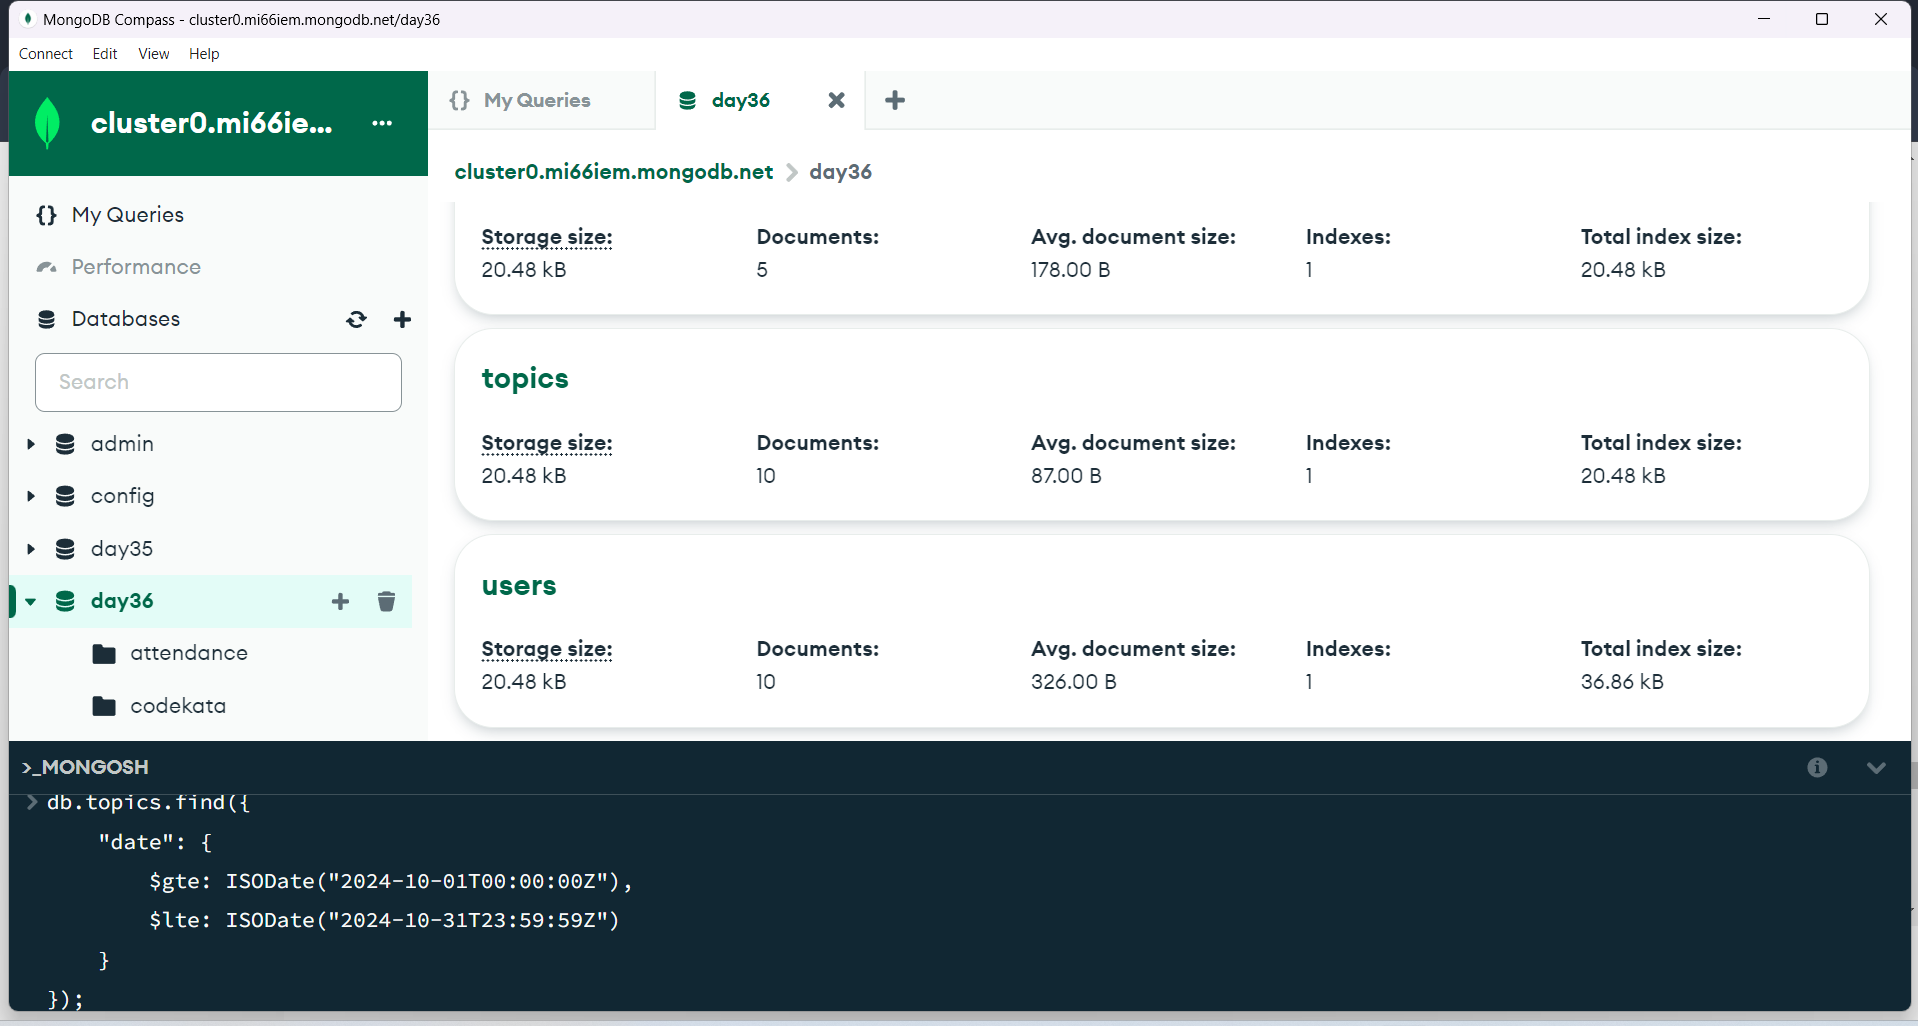 MongoDB Compass - cluster0.mi66iem.mongodb.net/day36
Connect Edit View Help
cluster0.mi66ie... ...
{} My Queries
day36
cluster0.mi66iem.mongodb.net > day36
{} My Queries
Performance
Databases
Search
admin
config
day35
day36
attendance
codekata
Storage size: Documents: Avg. document size: Indexes: Total index size:
20.48 kB 5 178.00 B 1 20.48 kB
topics
Storage size: Documents: Avg. document size: Indexes: Total index size:
20.48 kB 10 87.00 B 1 20.48 kB
users
Storage size: Documents: Avg. document size: Indexes: Total index size:
20.48 kB 10 326.00 B 1 36.86 kB
>_MONGOSH
> db.topics.find({
"date": {
$gte: ISODate("2024-10-01T00:00:00Z"),
$lte: ISODate("2024-10-31T23:59:59Z")
}
});